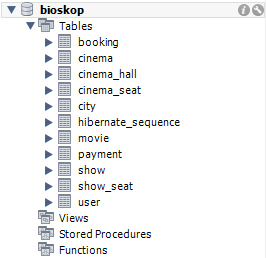 bioskop
Tables
booking
cinema
cinema_hall
cinema_seat
city
hibernate_sequence
movie
payment
show
show_seat
user
Views
Stored Procedures
Functions